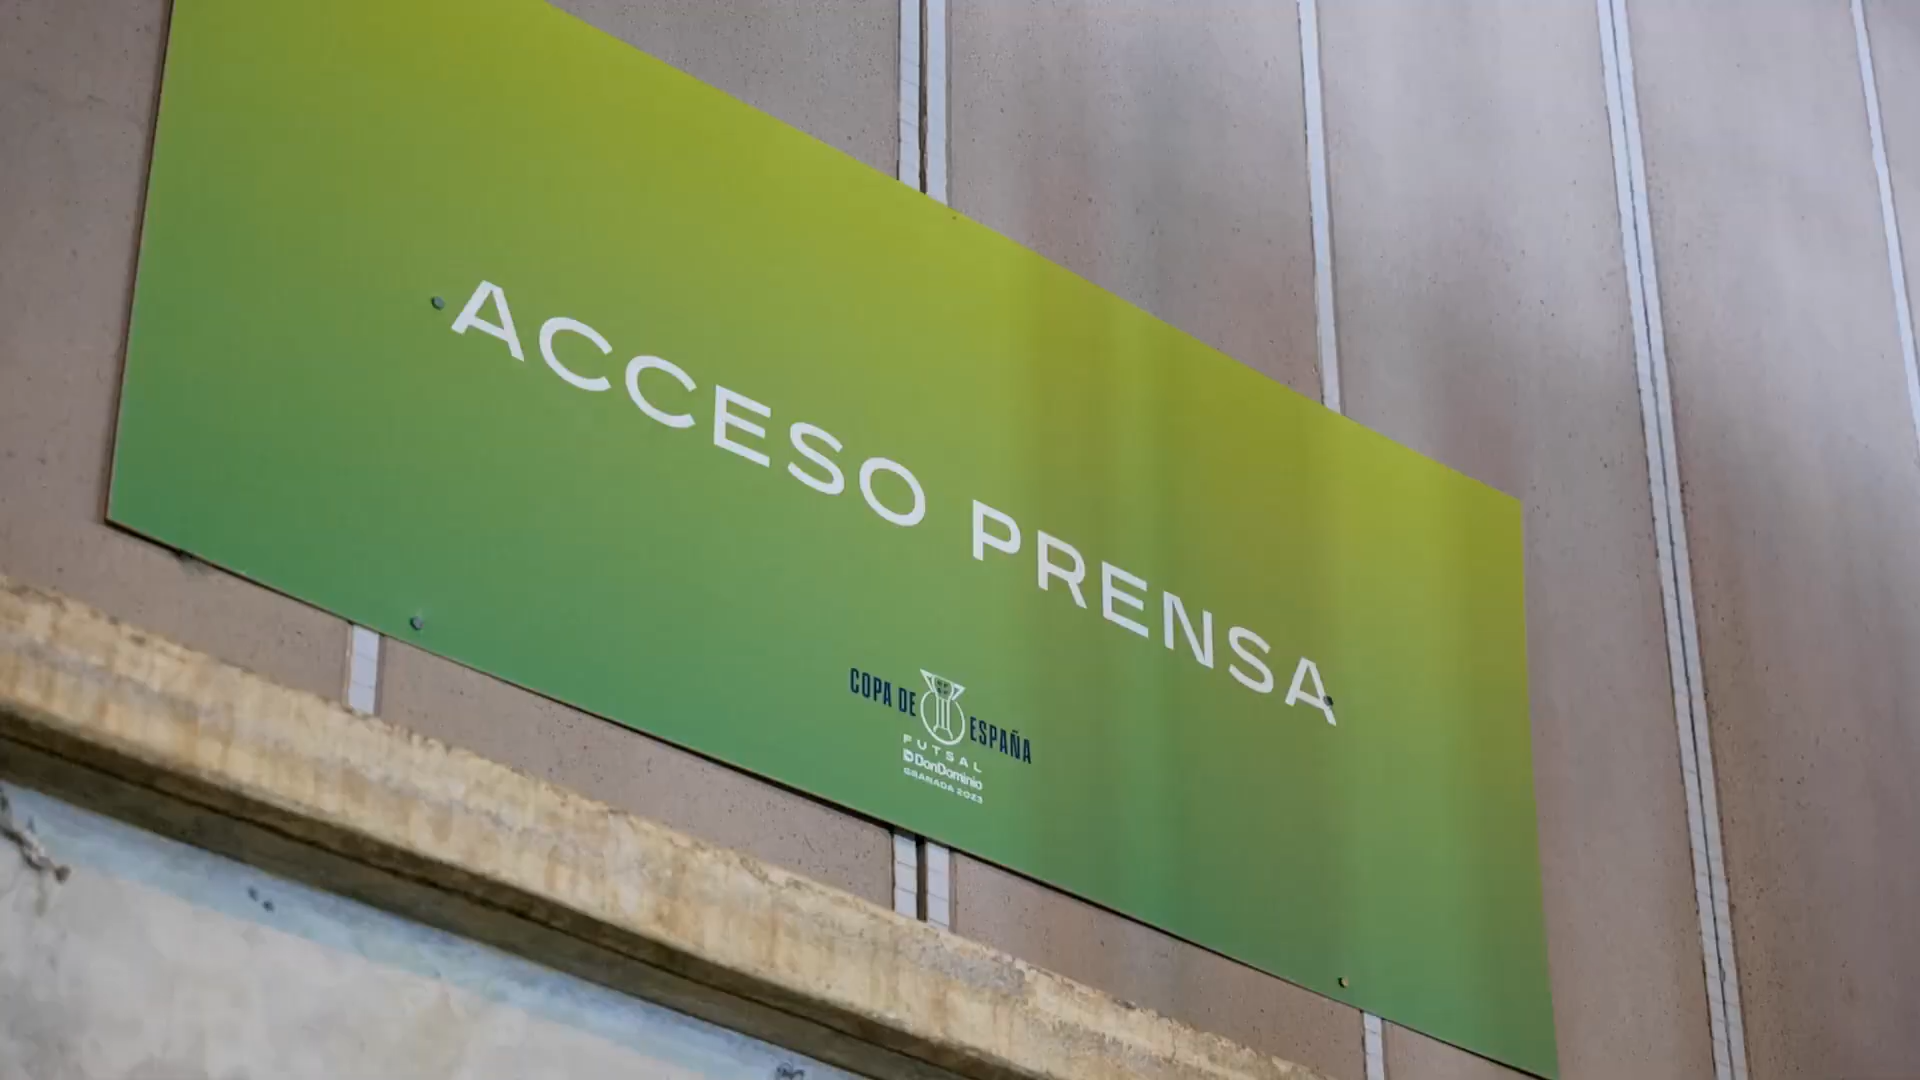 ACCESO PRENSA
COPA DE ESPAÑA
FUTSAL
DonDominio
GRANADA 2023